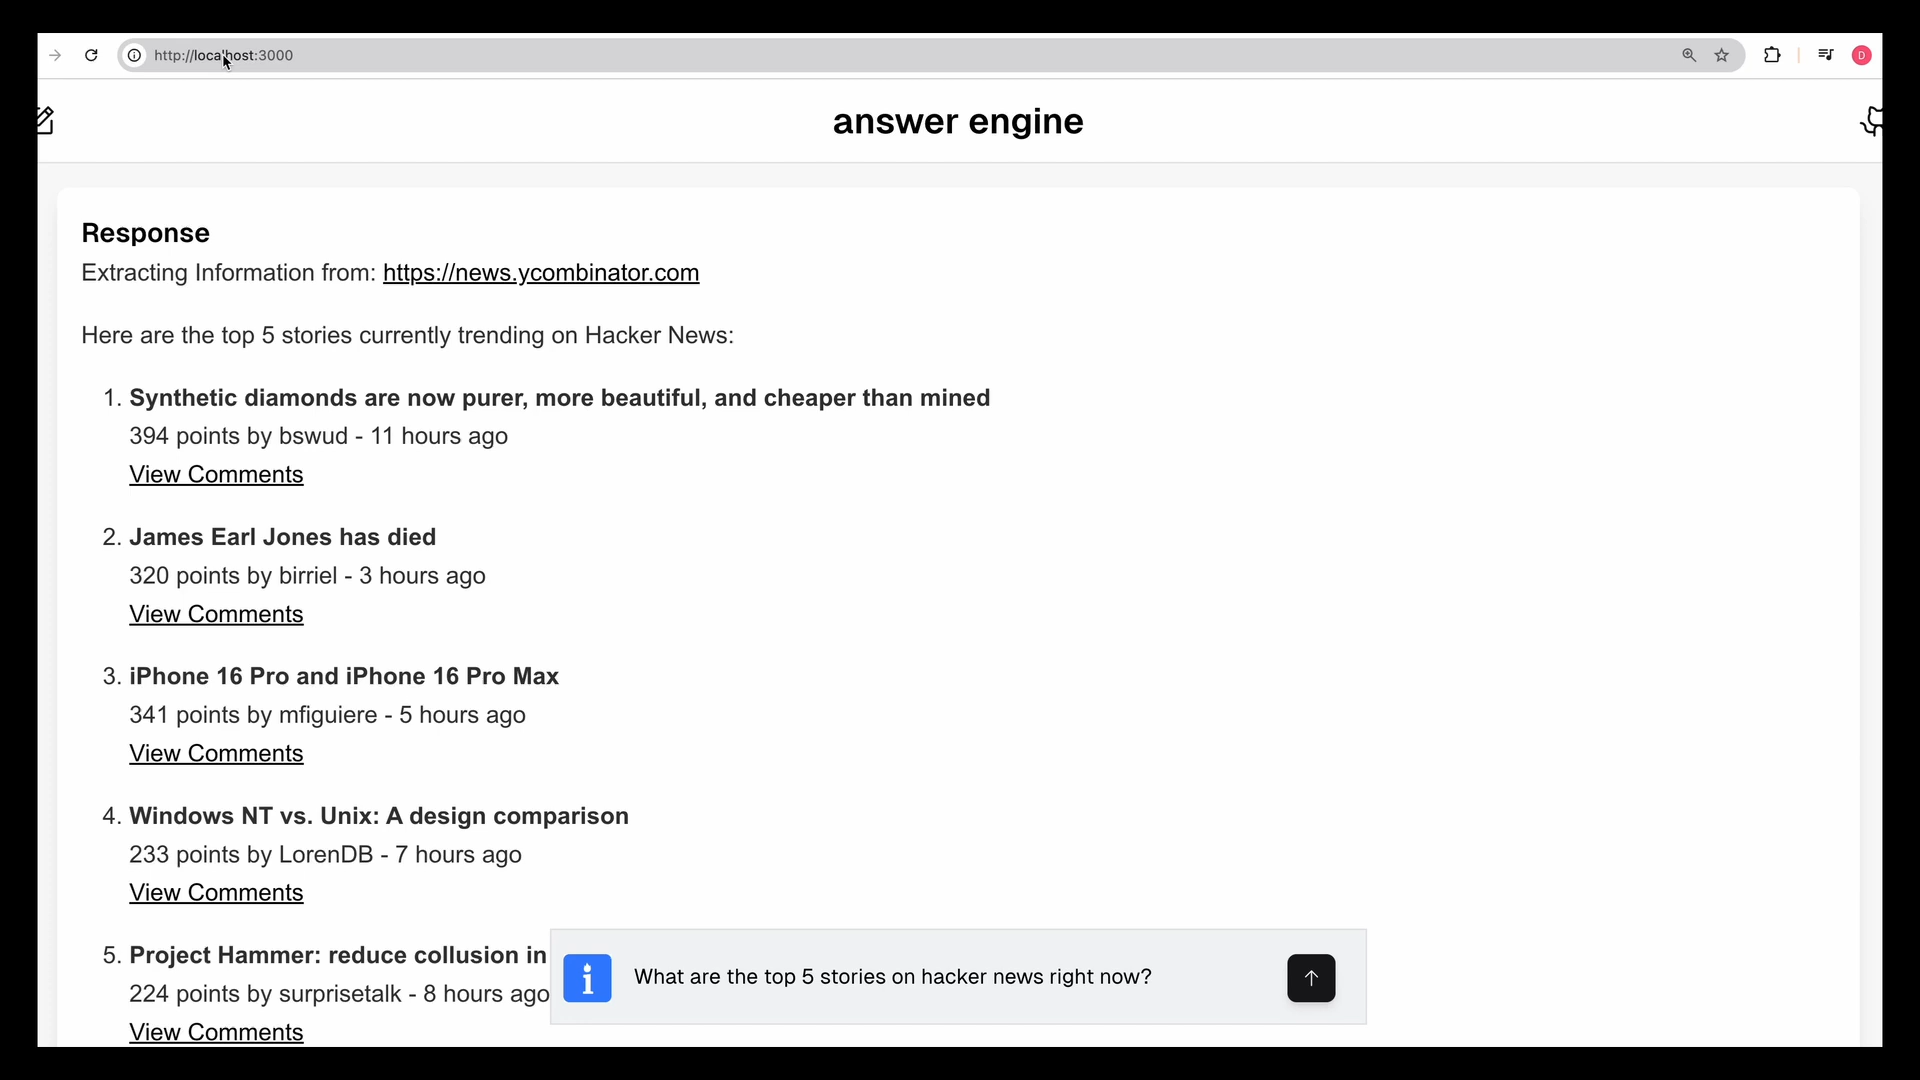 http://localhost:3000
D
answer engine
Response
Extracting Information from: https://news.ycombinator.com
Here are the top 5 stories currently trending on Hacker News:
1. Synthetic diamonds are now purer, more beautiful, and cheaper than mined
394 points by bswud - 11 hours ago
View Comments
2. James Earl Jones has died
320 points by birriel - 3 hours ago
View Comments
3. iPhone 16 Pro and iPhone 16 Pro Max
341 points by mfiguiere - 5 hours ago
View Comments
4. Windows NT vs. Unix: A design comparison
233 points by LorenDB - 7 hours ago
View Comments
5. Project Hammer: reduce collusion in
224 points by surprisetalk - 8 hours ago
View Comments
What are the top 5 stories on hacker news right now?